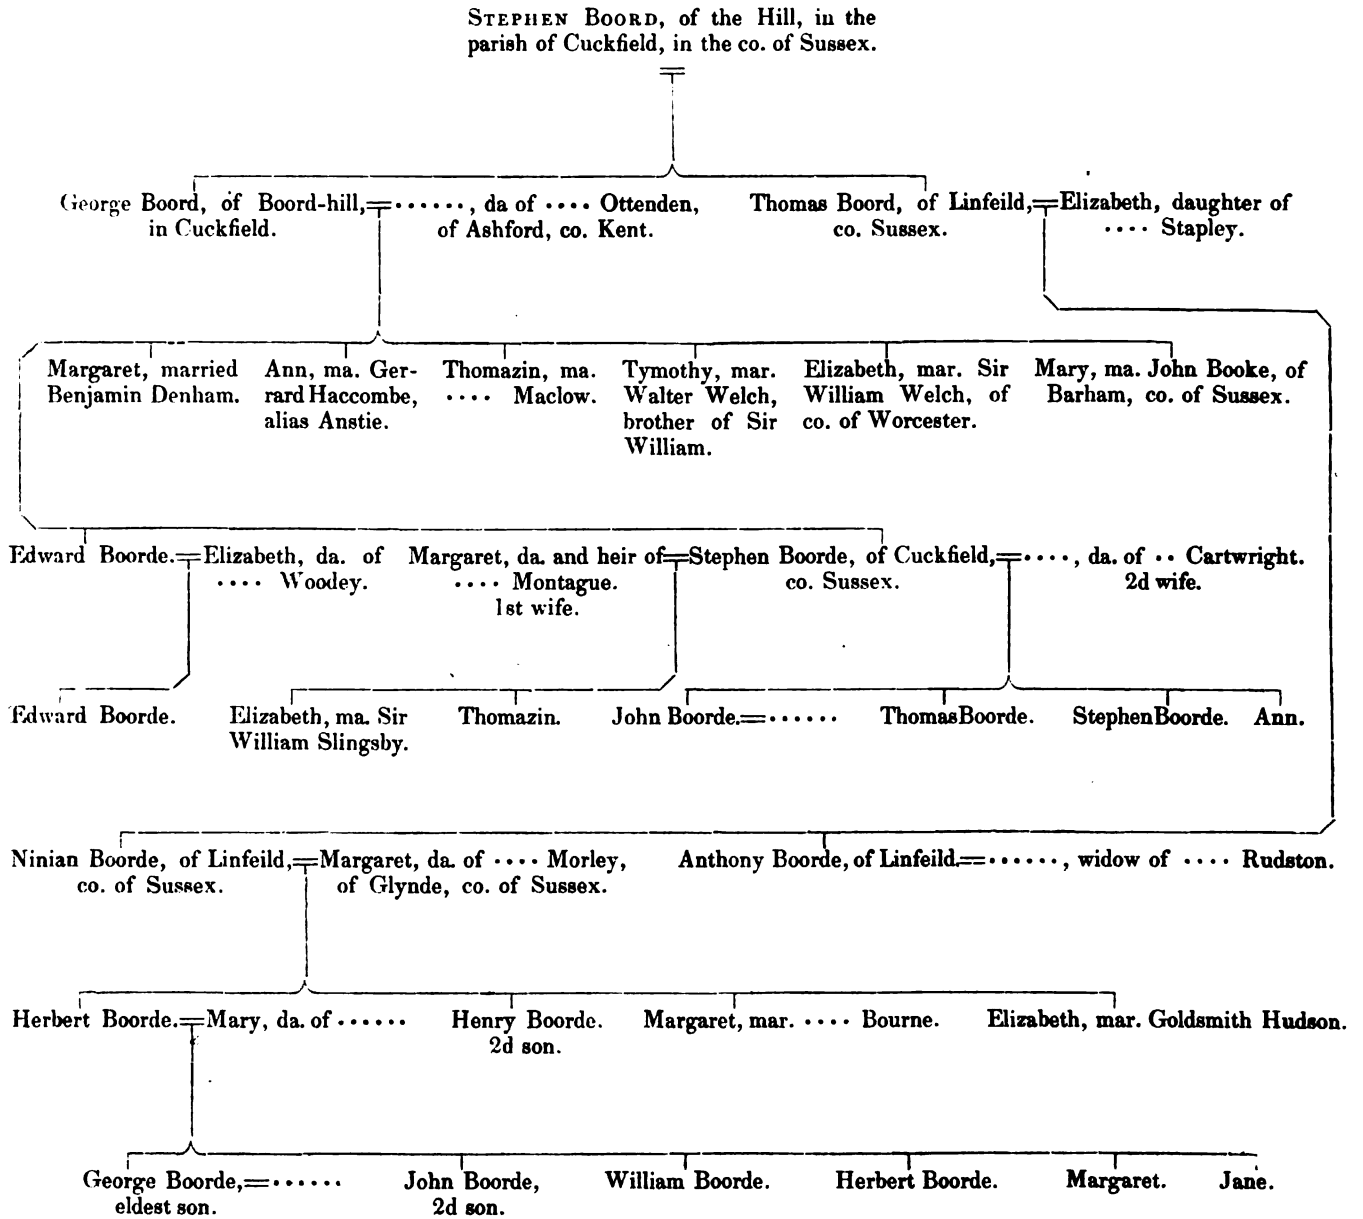 STEPHEN BOORD, of the Hill, in the
parish of Cuckfield, in the co. of Sussex.
George Boord, of Boord-hill,=······, da of ···· Ottenden,
in Cuckfield.
of Ashford, co. Kent.
Thomas Boord, of Linfeild,=Elizabeth, daughter of
co. Sussex.
···· Stapley.
Margaret, married
Benjamin Denham.
Ann, ma. Ger-
rard Haccombe,
alias Anstie.
Thomazin, ma.
···· Maclow.
Tymothy, mar.
Walter Welch,
brother of Sir
William.
Elizabeth, mar. Sir
William Welch, of
co. of Worcester.
Mary, ma. John Booke, of
Barham, co. of Sussex.
Edward Boorde.=Elizabeth, da. of
···· Woodey.
Margaret, da. and heir of=Stephen Boorde, of Cuckfield,=····, da. of ·· Cartwright.
···· Montague.
1st wife.
co. Sussex.
2d wife.
Edward Boorde.
Elizabeth, ma. Sir
William Slingsby.
Thomazin.
John Boorde.=······
Thomas Boorde.
Stephen Boorde.
Ann.
Ninian Boorde, of Linfeild,=Margaret, da. of ···· Morley,
co. of Sussex.
of Glynde, co. of Sussex.
Anthony Boorde, of Linfeild.=······, widow of ···· Rudston.
Herbert Boorde.=Mary, da. of ······
Henry Boorde.
2d son.
Margaret, mar. ···· Bourne.
Elizabeth, mar. Goldsmith Hudson.
George Boorde,=······
eldest son.
John Boorde,
2d son.
William Boorde.
Herbert Boorde.
Margaret.
Jane.